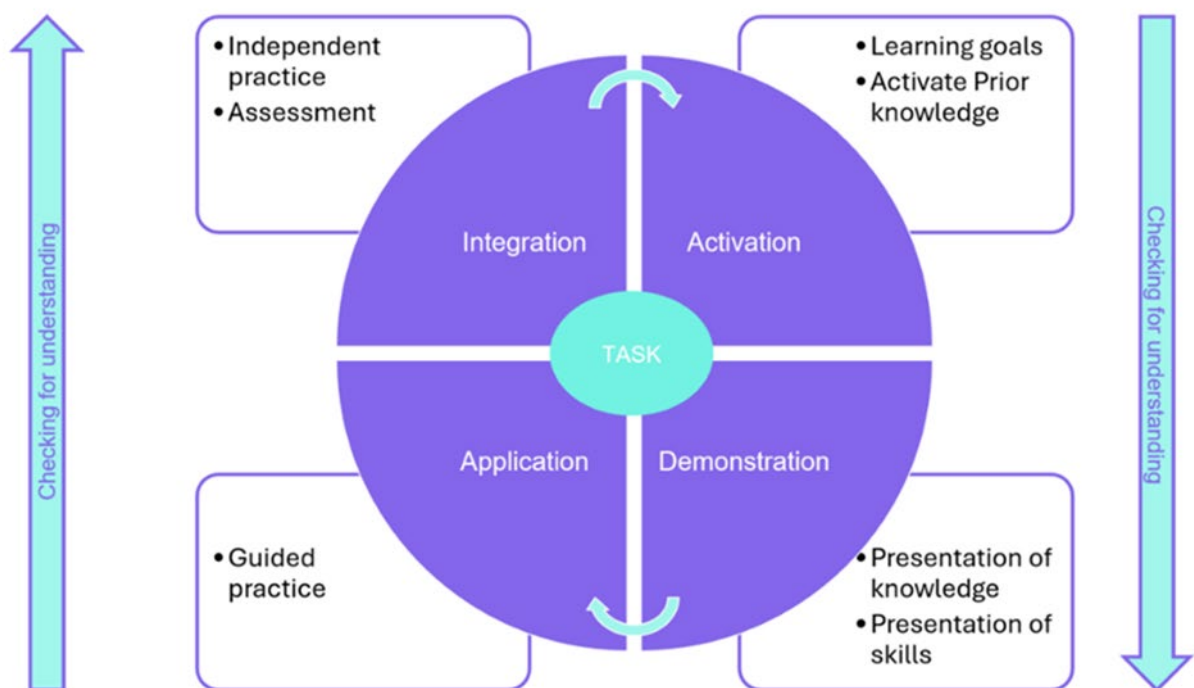 • Independent
practice
• Assessment
• Learning goals
• Activate Prior
knowledge
Checking for understanding
Integration
Activation
Checking for understanding
TASK
Application
Demonstration
• Guided
practice
• Presentation of
knowledge
• Presentation of
skills